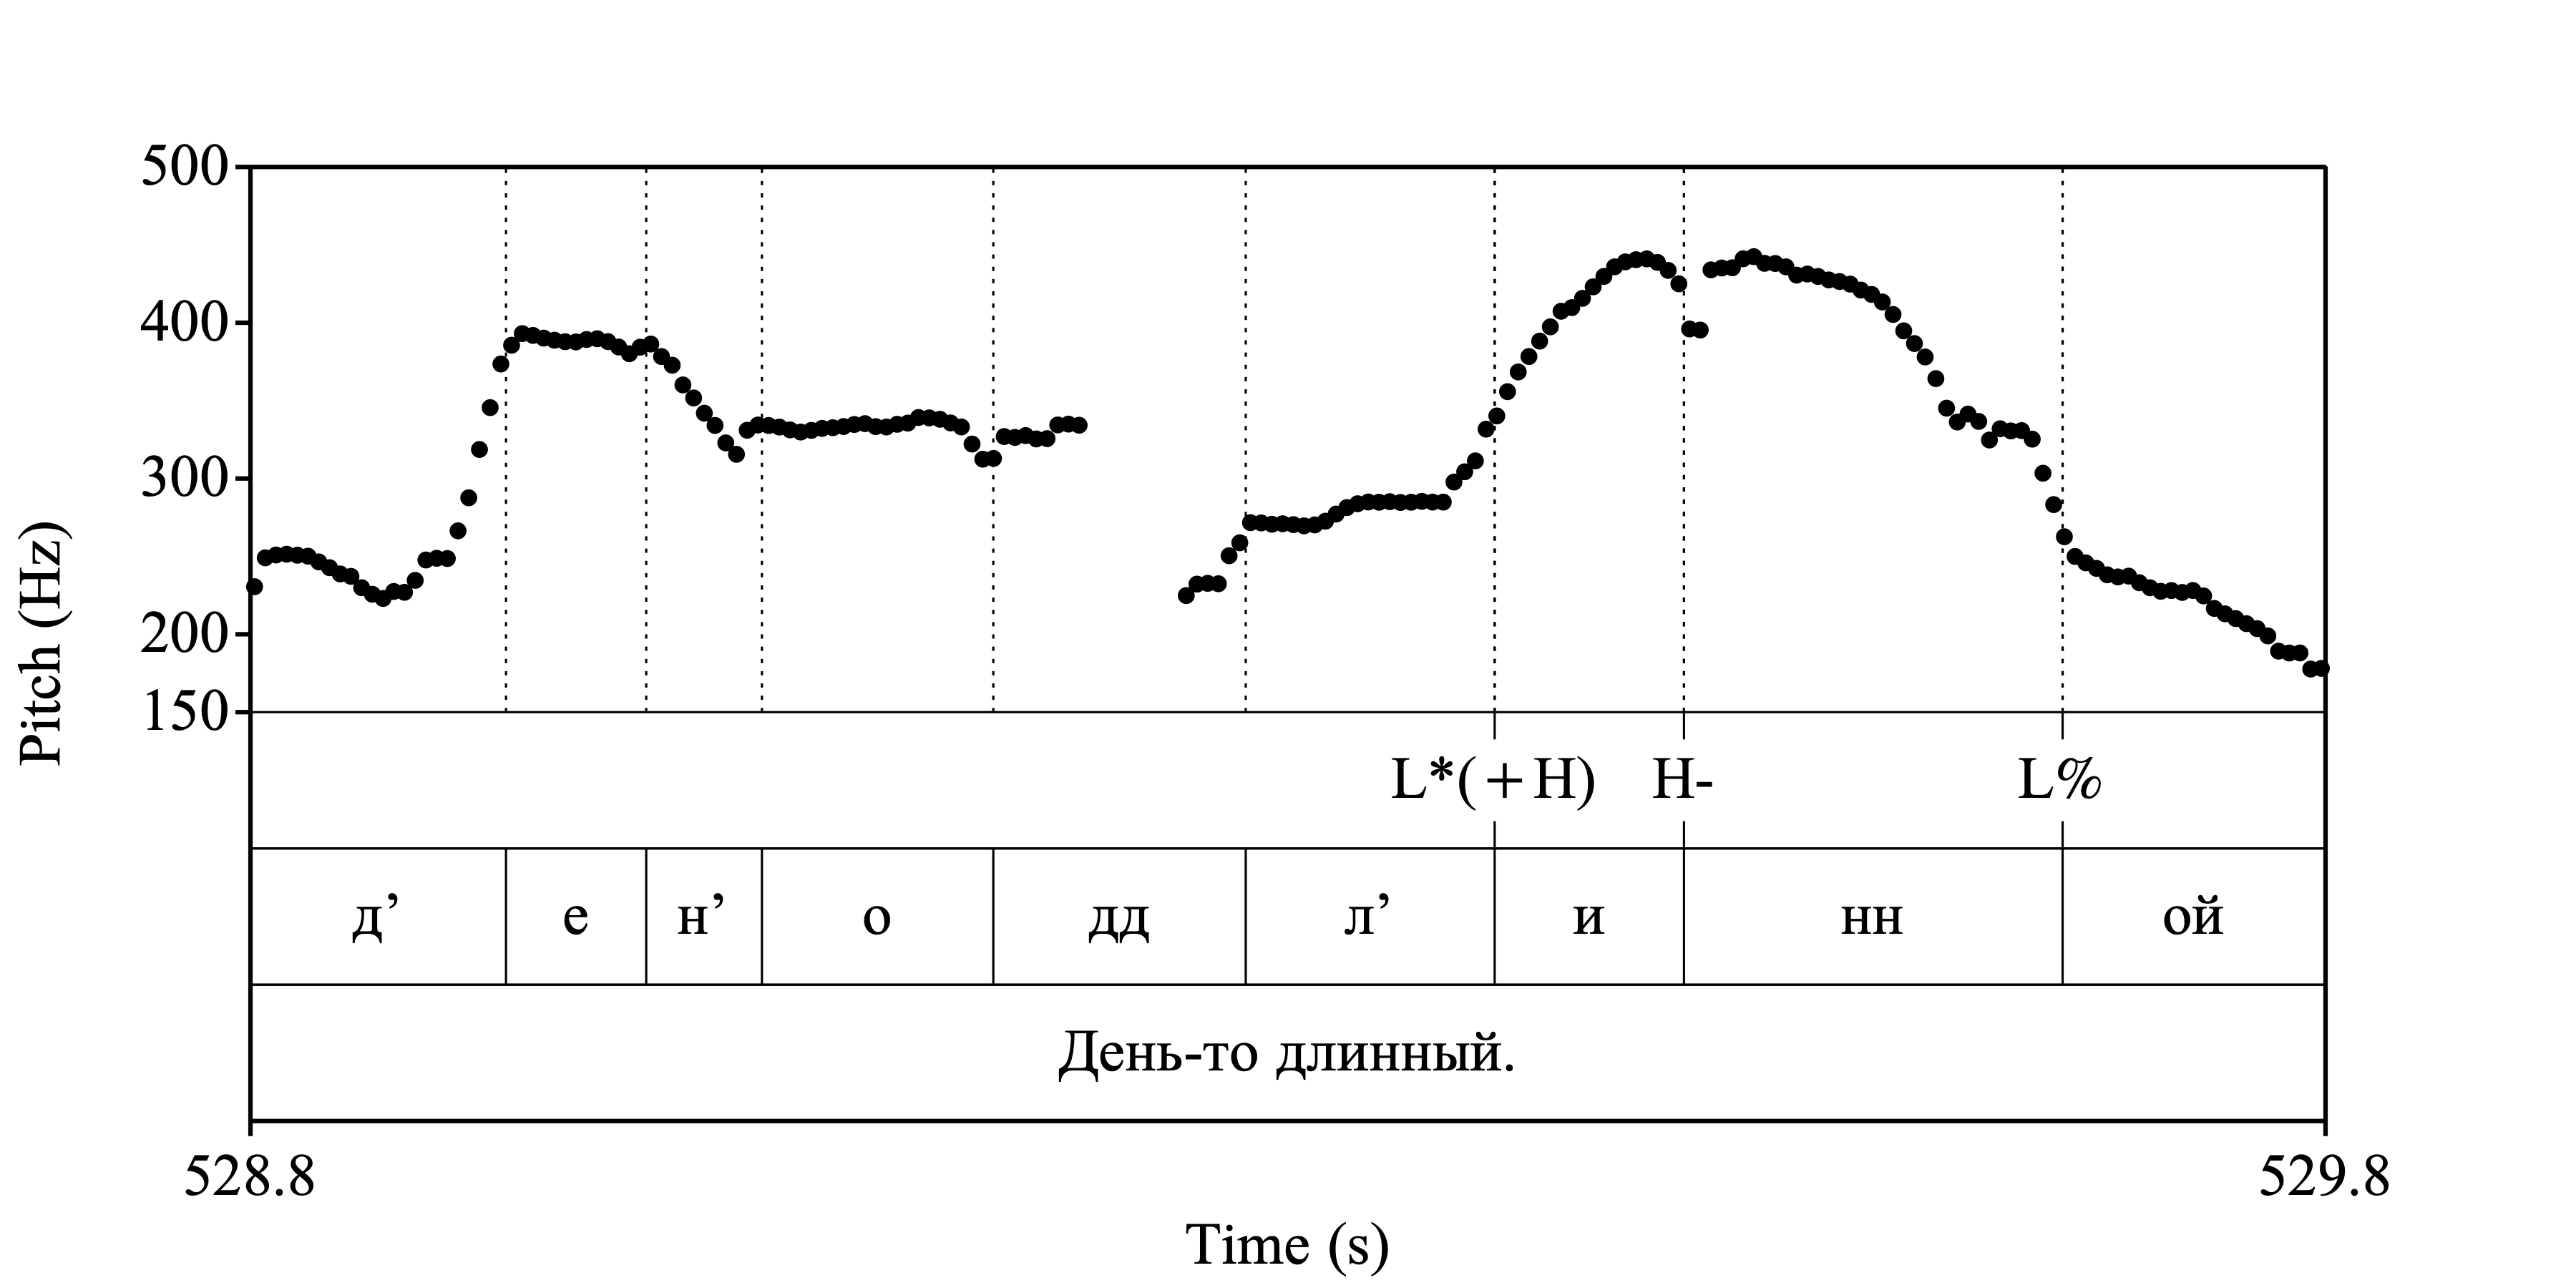 500
400
300
200
150
Pitch (Hz)
L*(+H) H- L%
д’ е н’ о дд л’ и нн ой
День-то длинный.
528.8 529.8
Time (s)